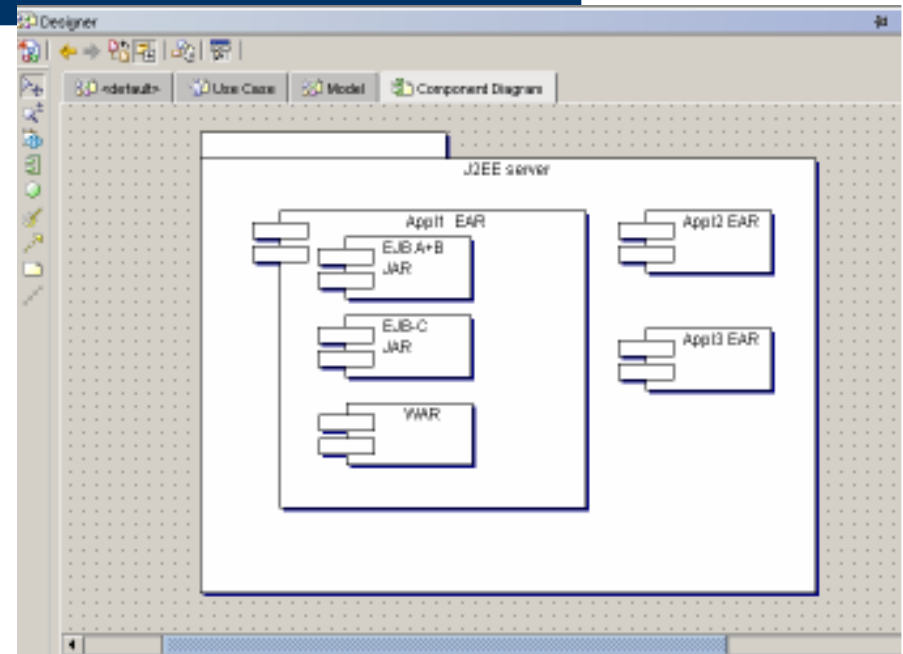 Designer
<default> Use Case Model Component Diagram
J2EE server
Appl1 EAR
EJB A+B
JAR
EJB-C
JAR
WAR
Appl2 EAR
Appl3 EAR